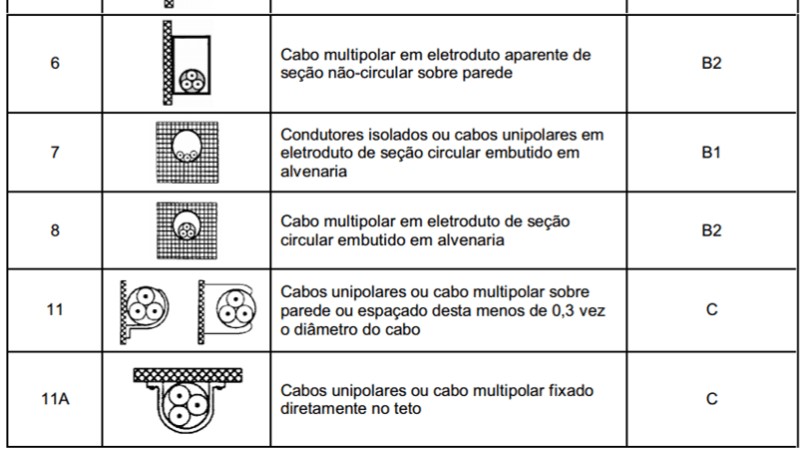 6
Cabo multipolar em eletroduto aparente de
seção não-circular sobre parede
B2
7
Condutores isolados ou cabos unipolares em
eletroduto de seção circular embutido em
alvenaria
B1
8
Cabo multipolar em eletroduto de seção
circular embutido em alvenaria
B2
11
Cabos unipolares ou cabo multipolar sobre
parede ou espaçado desta menos de 0,3 vez
o diâmetro do cabo
C
11A
Cabos unipolares ou cabo multipolar fixado
diretamente no teto
C